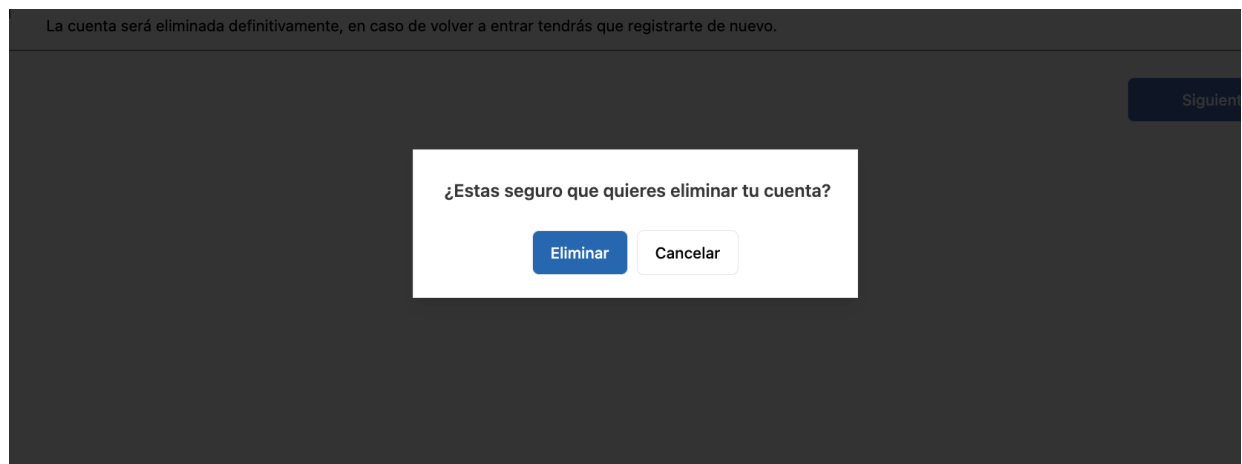 La cuenta será eliminada definitivamente, en caso de volver a entrar tendrás que registrarte de nuevo.
Siguient
¿Estas seguro que quieres eliminar tu cuenta?
Eliminar
Cancelar